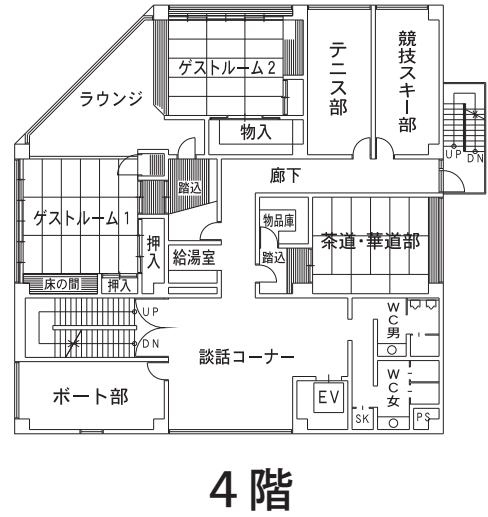 ゲストルーム2
テニス部
競技スキー部
ラウンジ
物入
UP
DN
廊下
踏込
ゲストルーム1
物品庫
茶道・華道部
押入
給湯室
踏込
床の間
押入
UP
DN
WC男
談話コーナー
WC女
ボート部
EV
SK
PS
4階